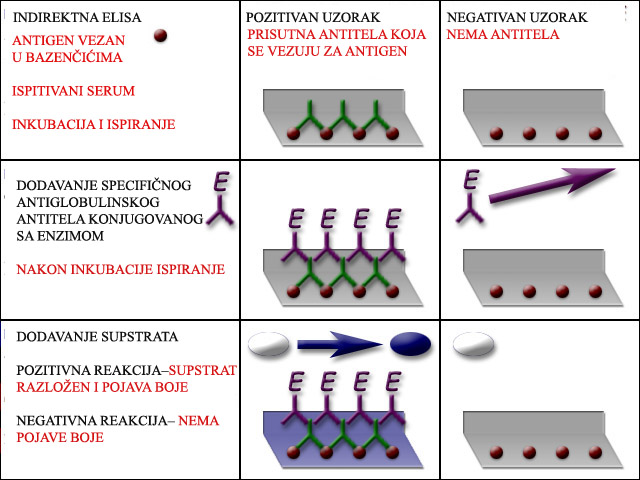 INDIREKTNA ELISA
ANTIGEN VEZAN
U BAZENČIĆIMA
ISPITIVANI SERUM
INKUBACIJA I ISPIRANJE
POZITIVAN UZORAK
PRISUTNA ANTITELA KOJA
SE VEZUJU ZA ANTIGEN
NEGATIVAN UZORAK
NEMA ANTITELA
DODAVANJE SPECIFIČNOG
ANTIGLOBULINSKOG
ANTITELA KONJUGOVANOG
SA ENZIMOM
NAKON INKUBACIJE ISPIRANJE
E
E E E E
E
DODAVANJE SUPSTRATA
POZITIVNA REAKCIJA–SUPSTRAT
RAZLOŽEN I POJAVA BOJE
NEGATIVNA REAKCIJA– NEMA
POJAVE BOJE
E E E E